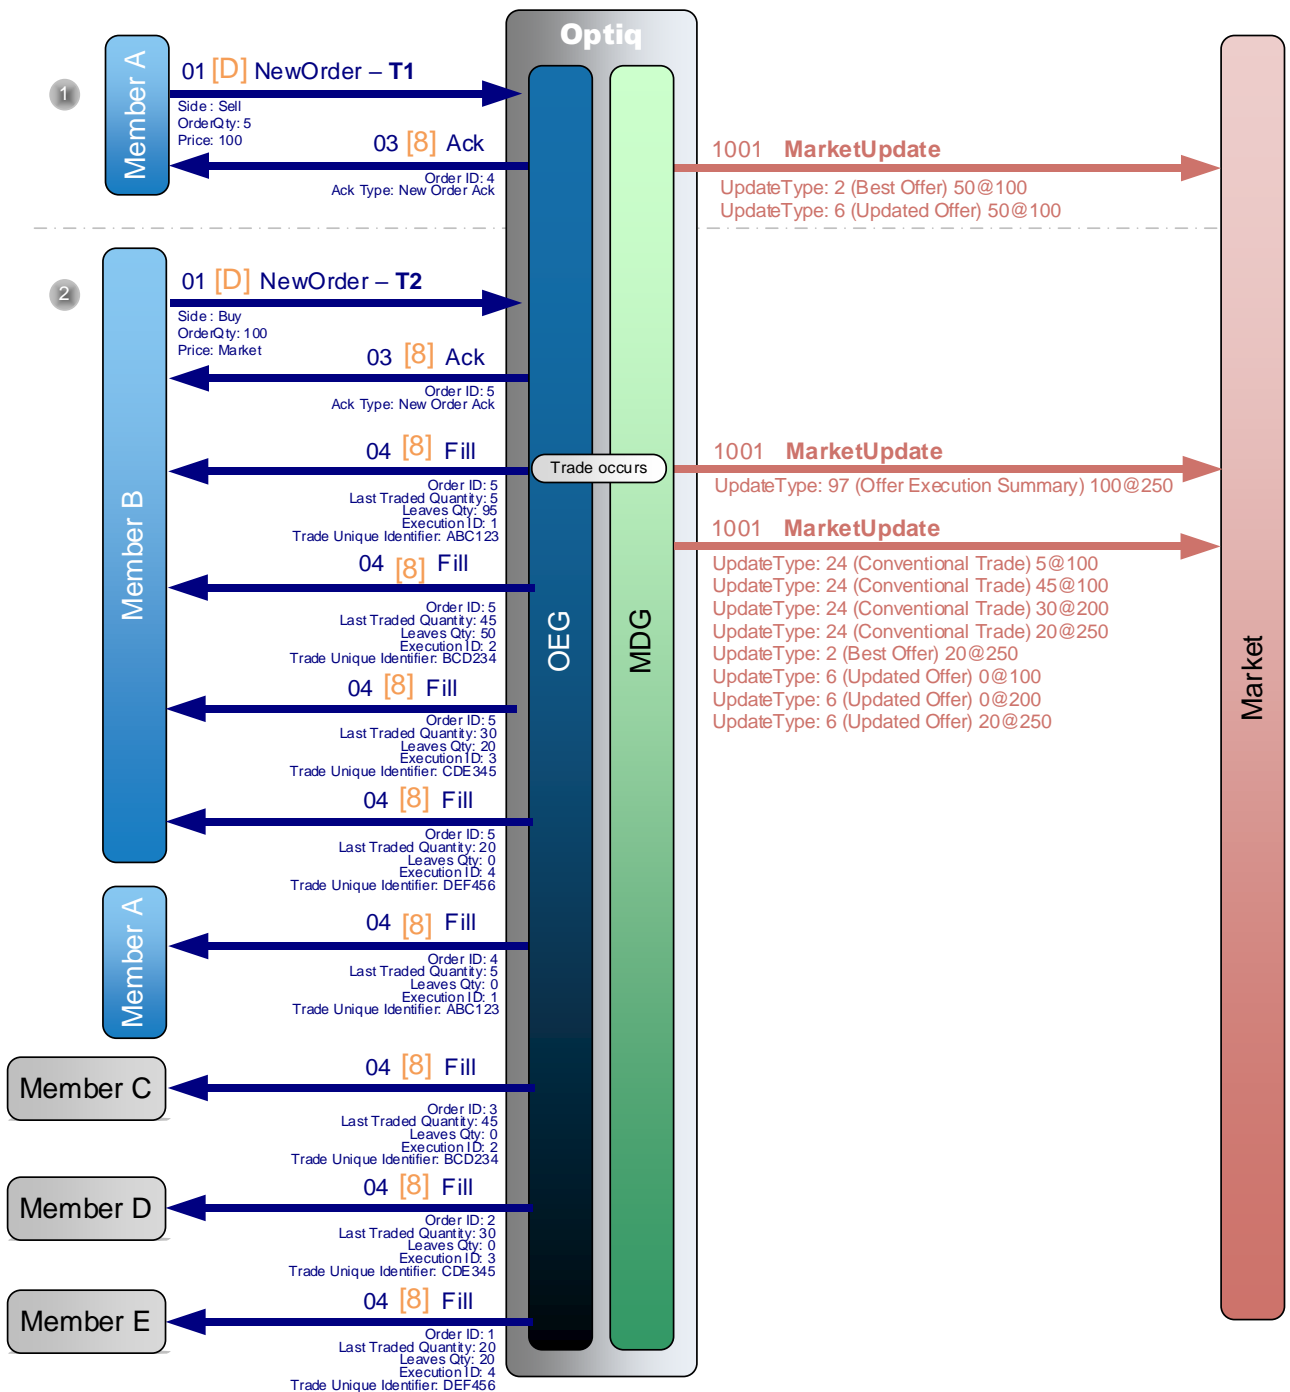 Optiq
Member A
1
01 [D] NewOrder – T1
Side : Sell
OrderQty: 5
Price: 100
03 [8] Ack
Order ID: 4
Ack Type: New Order Ack
1001 MarketUpdate
UpdateType: 2 (Best Offer) 50@100
UpdateType: 6 (Updated Offer) 50@100
2
Member B
01 [D] NewOrder – T2
Side : Buy
OrderQty: 100
Price: Market
03 [8] Ack
Order ID: 5
Ack Type: New Order Ack
04 [8] Fill
Order ID: 5
Last Traded Quantity: 5
Leaves Qty: 95
Execution ID: 1
Trade Unique Identifier: ABC123
Trade occurs
1001 MarketUpdate
UpdateType: 97 (Offer Execution Summary) 100@250
1001 MarketUpdate
UpdateType: 24 (Conventional Trade) 5@100
UpdateType: 24 (Conventional Trade) 45@100
UpdateType: 24 (Conventional Trade) 30@200
UpdateType: 24 (Conventional Trade) 20@250
UpdateType: 2 (Best Offer) 20@250
UpdateType: 6 (Updated Offer) 0@100
UpdateType: 6 (Updated Offer) 0@200
UpdateType: 6 (Updated Offer) 20@250
04 [8] Fill
Order ID: 5
Last Traded Quantity: 45
Leaves Qty: 50
Execution ID: 2
Trade Unique Identifier: BCD234
OEG
MDG
Market
04 [8] Fill
Order ID: 5
Last Traded Quantity: 30
Leaves Qty: 20
Execution ID: 3
Trade Unique Identifier: CDE345
04 [8] Fill
Order ID: 5
Last Traded Quantity: 20
Leaves Qty: 0
Execution ID: 4
Trade Unique Identifier: DEF456
Member A
04 [8] Fill
Order ID: 4
Last Traded Quantity: 5
Leaves Qty: 0
Execution ID: 1
Trade Unique Identifier: ABC123
Member C
04 [8] Fill
Order ID: 3
Last Traded Quantity: 45
Leaves Qty: 0
Execution ID: 2
Trade Unique Identifier: BCD234
Member D
04 [8] Fill
Order ID: 2
Last Traded Quantity: 30
Leaves Qty: 0
Execution ID: 3
Trade Unique Identifier: CDE345
Member E
04 [8] Fill
Order ID: 1
Last Traded Quantity: 20
Leaves Qty: 20
Execution ID: 4
Trade Unique Identifier: DEF456